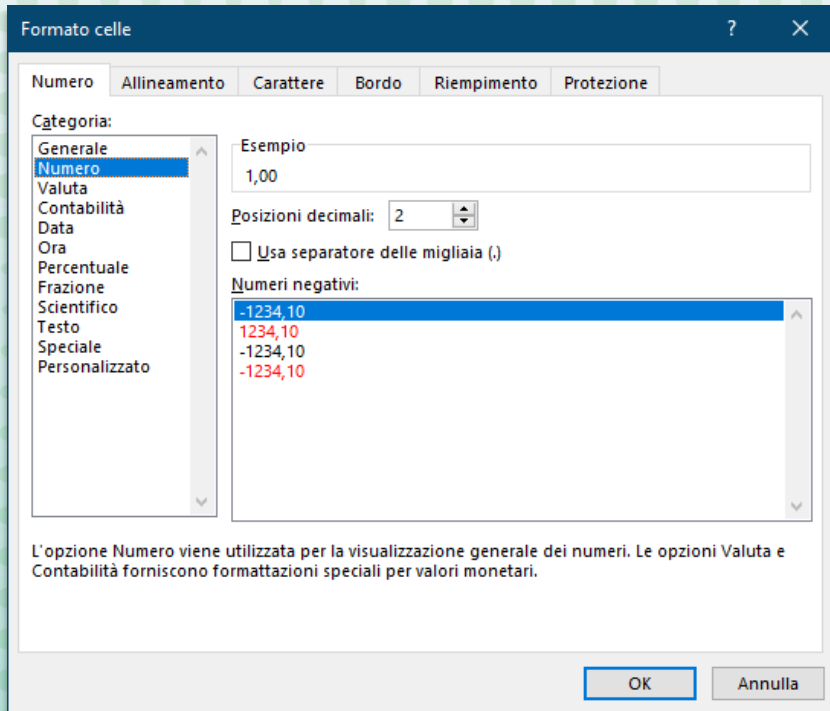 Formato celle ?
Numero Allineamento Carattere Bordo Riempimento Protezione
Categoria:
Generale
Numero
Valuta
Contabilità
Data
Ora
Percentuale
Frazione
Scientifico
Testo
Speciale
Personalizzato
Esempio
1,00
Posizioni decimali: 2
Usa separatore delle migliaia (.)
Numeri negativi:
-1234,10
1234,10
-1234,10
-1234,10
L'opzione Numero viene utilizzata per la visualizzazione generale dei numeri. Le opzioni Valuta e
Contabilità forniscono formattazioni speciali per valori monetari.
OK Annulla